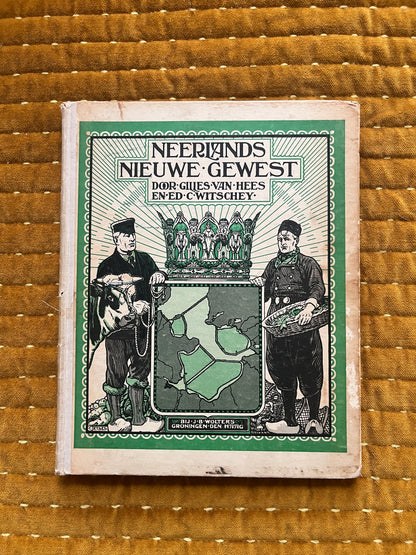 NEERLANDS
NIEUWE·GEWEST
DOOR·GILLES·VAN·HEES
EN·ED·C·WITSCHEY·
BIJ·J·B·WOLTERS
GRONINGEN·DEN HAAG